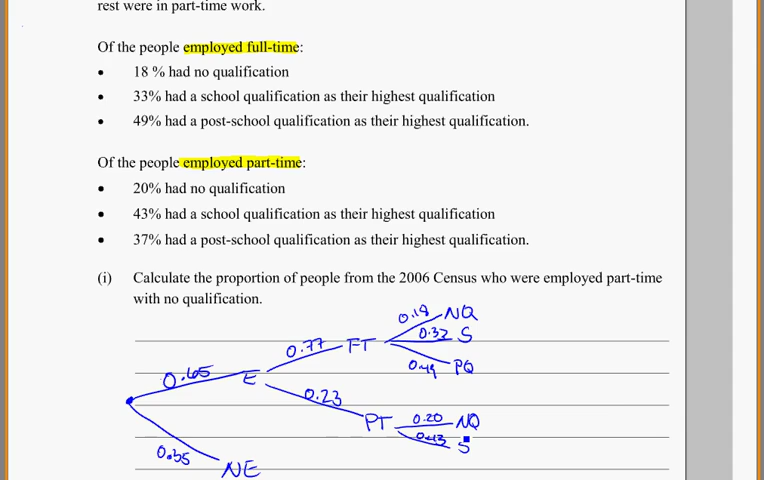 rest were in part-time work.
Of the people employed full-time:
• 18 % had no qualification
• 33% had a school qualification as their highest qualification
• 49% had a post-school qualification as their highest qualification.
Of the people employed part-time:
• 20% had no qualification
• 43% had a school qualification as their highest qualification
• 37% had a post-school qualification as their highest qualification.
(i) Calculate the proportion of people from the 2006 Census who were employed part-time
with no qualification.
0.18 NQ
0.77 FT 0.32 S
0.49 PQ
0.65 E
0.23
PT 0.20 NQ
0.43 S
0.35 NE